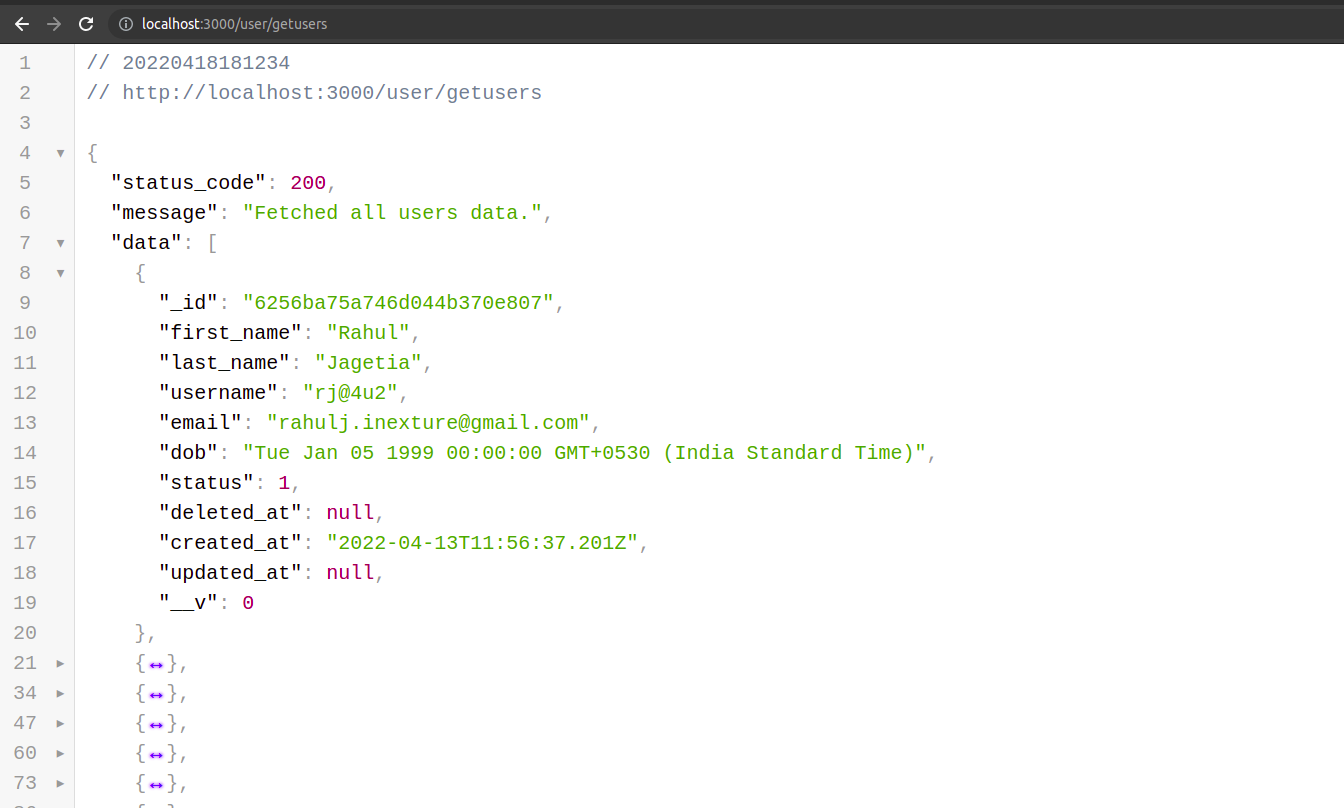 localhost:3000/user/getusers
1 // 20220418181234
2 // http://localhost:3000/user/getusers
3
4 {
5 "status_code": 200,
6 "message": "Fetched all users data.",
7 "data": [
8 {
9 "_id": "6256ba75a746d044b370e807",
10 "first_name": "Rahul",
11 "last_name": "Jagetia",
12 "username": "rj@4u2",
13 "email": "rahulj.inexture@gmail.com",
14 "dob": "Tue Jan 05 1999 00:00:00 GMT+0530 (India Standard Time)",
15 "status": 1,
16 "deleted_at": null,
17 "created_at": "2022-04-13T11:56:37.201Z",
18 "updated_at": null,
19 "__v": 0
20 },
21 {↔},
34 {↔},
47 {↔},
60 {↔},
73 {↔},